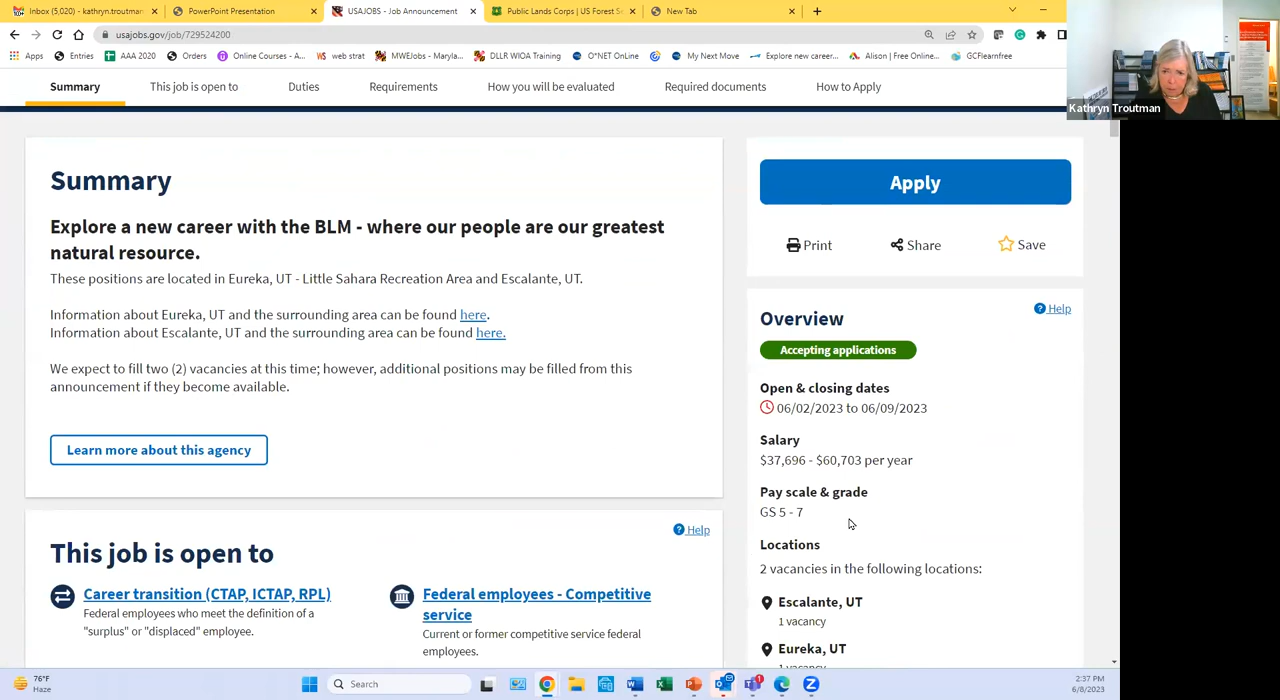 Inbox (5,020) - kathryn.troutman
PowerPoint Presentation
USAJOBS - Job Announcement
Public Lands Corps | US Forest Se
New Tab
usajobs.gov/job/729524200
Apps
Entries
AAA 2020
Orders
Online Courses - A...
web strat
MWEJobs - Maryla...
DLLR WIOA Training
O*NET Online
My Next Move
Explore new career...
Alison | Free Online...
GCFlearnfree
Kathryn Troutman
Summary
This job is open to
Duties
Requirements
How you will be evaluated
Required documents
How to Apply
Summary
Explore a new career with the BLM - where our people are our greatest
natural resource.
These positions are located in Eureka, UT - Little Sahara Recreation Area and Escalante, UT.
Information about Eureka, UT and the surrounding area can be found here.
Information about Escalante, UT and the surrounding area can be found here.
We expect to fill two (2) vacancies at this time; however, additional positions may be filled from this
announcement if they become available.
Learn more about this agency
Help
This job is open to
Career transition (CTAP, ICTAP, RPL)
Federal employees who meet the definition of a
"surplus" or "displaced" employee.
Federal employees - Competitive
service
Current or former competitive service federal
employees.
Apply
Print
Share
Save
Help
Overview
Accepting applications
Open & closing dates
06/02/2023 to 06/09/2023
Salary
$37,696 - $60,703 per year
Pay scale & grade
GS 5 - 7
Locations
2 vacancies in the following locations:
Escalante, UT
1 vacancy
Eureka, UT
1 vacancy
76°F
Haze
Search
2:37 PM
6/8/2023